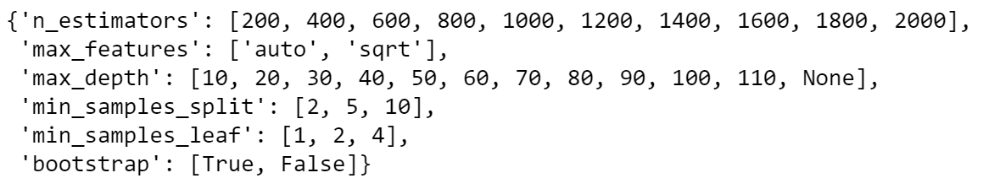 {'n_estimators': [200, 400, 600, 800, 1000, 1200, 1400, 1600, 1800, 2000],
 'max_features': ['auto', 'sqrt'],
 'max_depth': [10, 20, 30, 40, 50, 60, 70, 80, 90, 100, 110, None],
 'min_samples_split': [2, 5, 10],
 'min_samples_leaf': [1, 2, 4],
 'bootstrap': [True, False]}